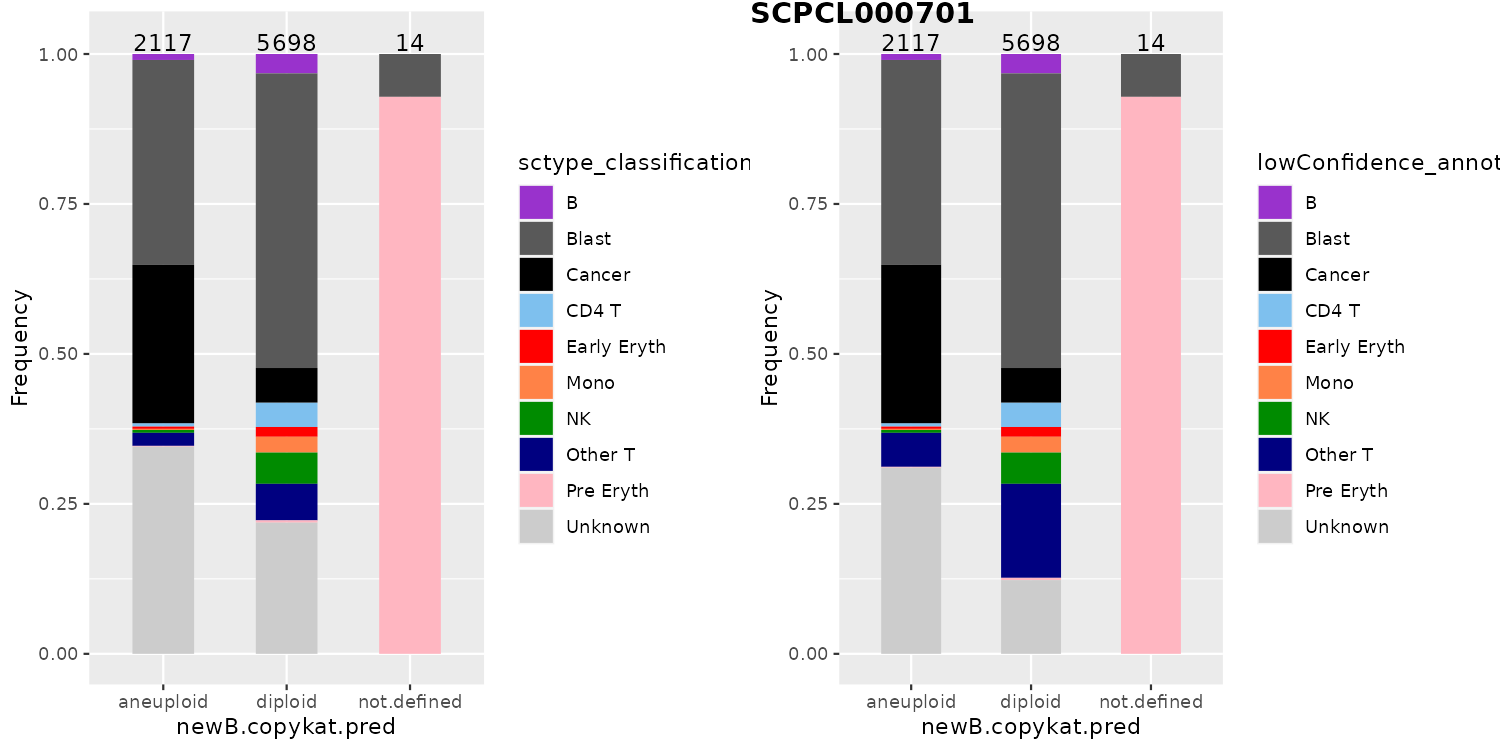 SCPCL000701
2117 5698 14
1.00
0.75
0.50
0.25
0.00
Frequency
aneuploid diploid not.defined
newB.copykat.pred
sctype_classification
B
Blast
Cancer
CD4 T
Early Eryth
Mono
NK
Other T
Pre Eryth
Unknown
2117 5698 14
1.00
0.75
0.50
0.25
0.00
Frequency
aneuploid diploid not.defined
newB.copykat.pred
lowConfidence_annot
B
Blast
Cancer
CD4 T
Early Eryth
Mono
NK
Other T
Pre Eryth
Unknown